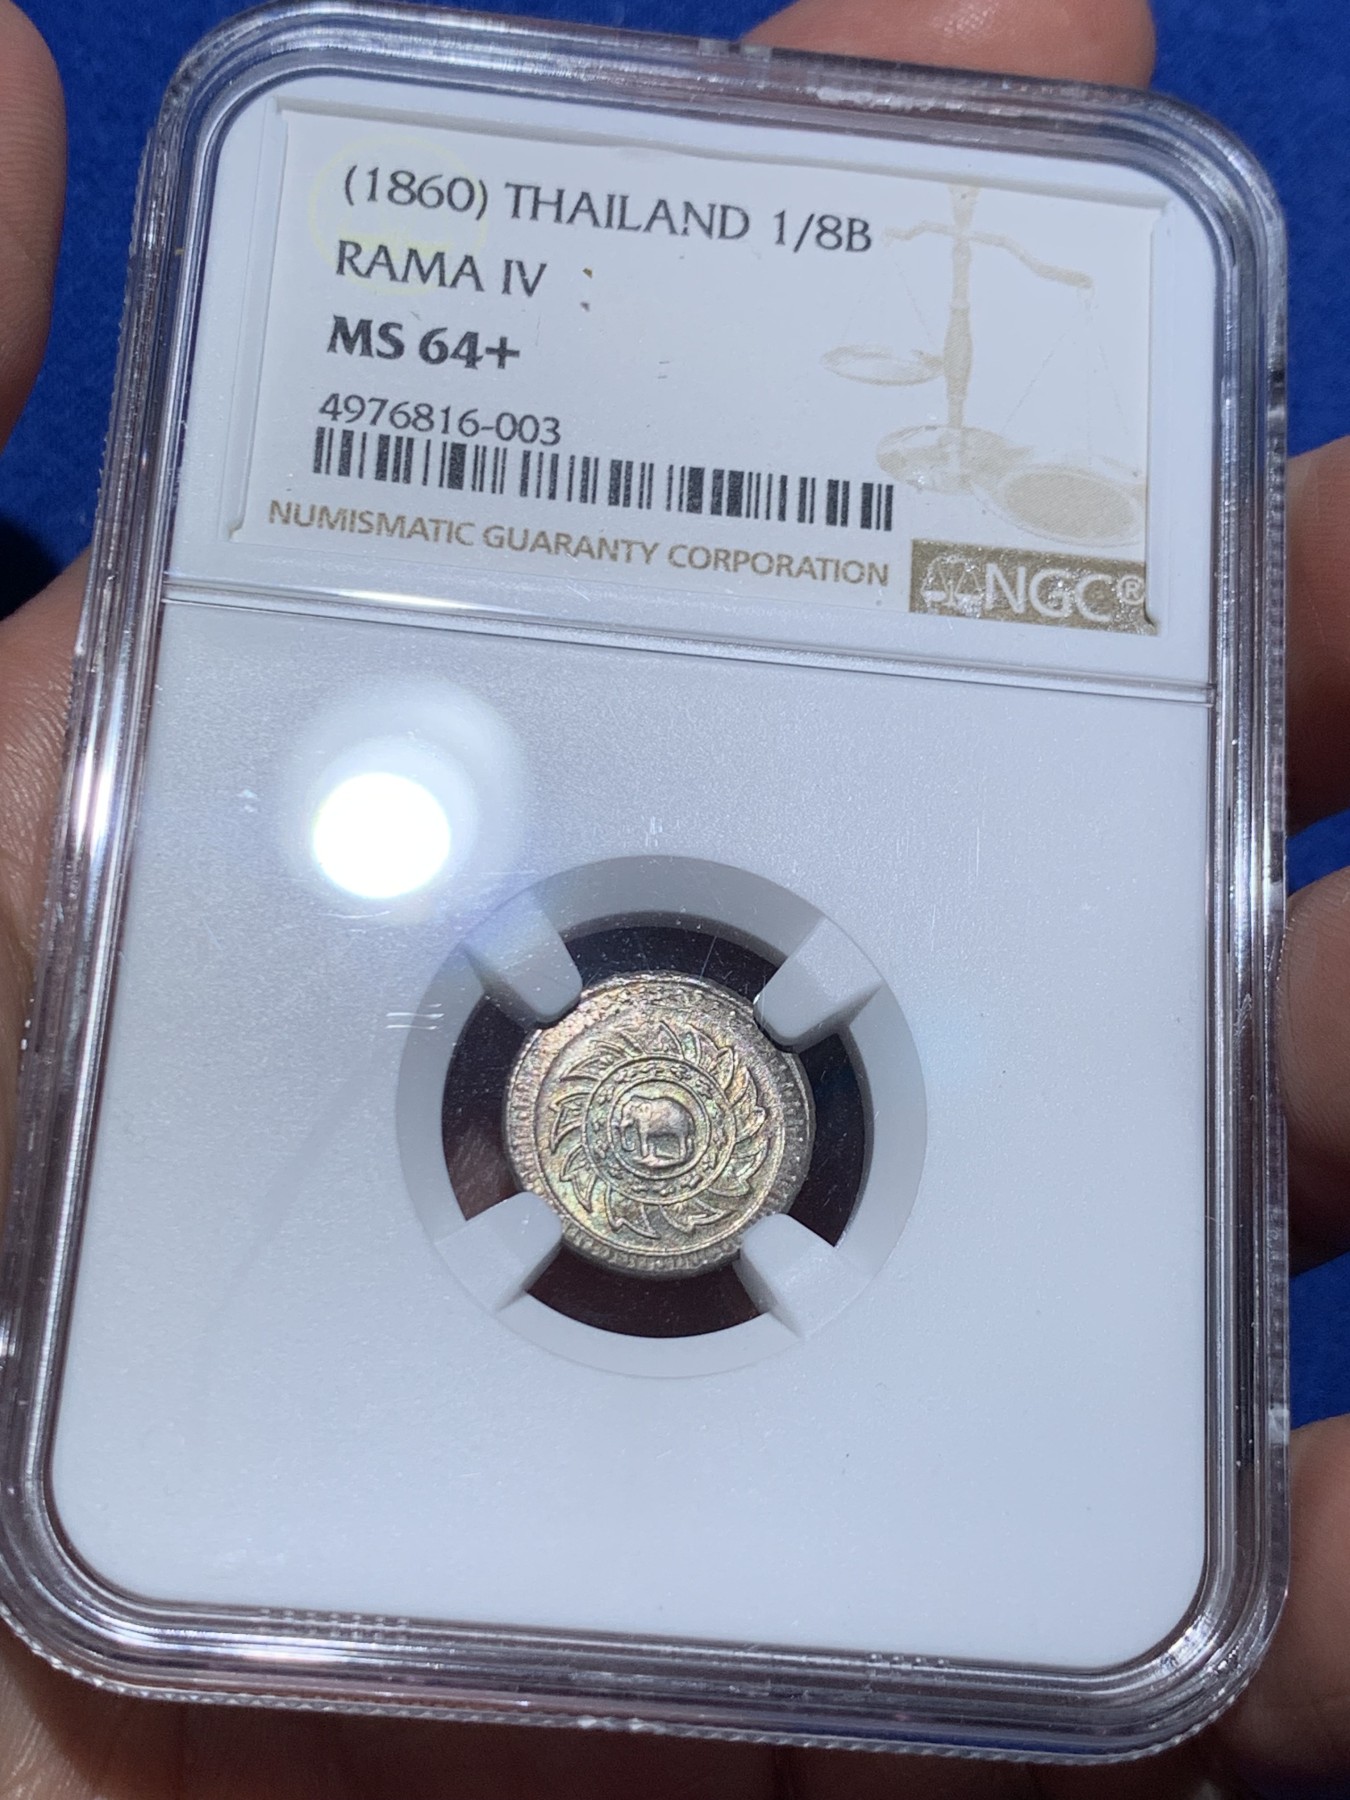 (1860) THAILAND 1/8B
RAMA IV
MS 64+
4976816-003
NUMISMATIC GUARANTY CORPORATION
NGC®